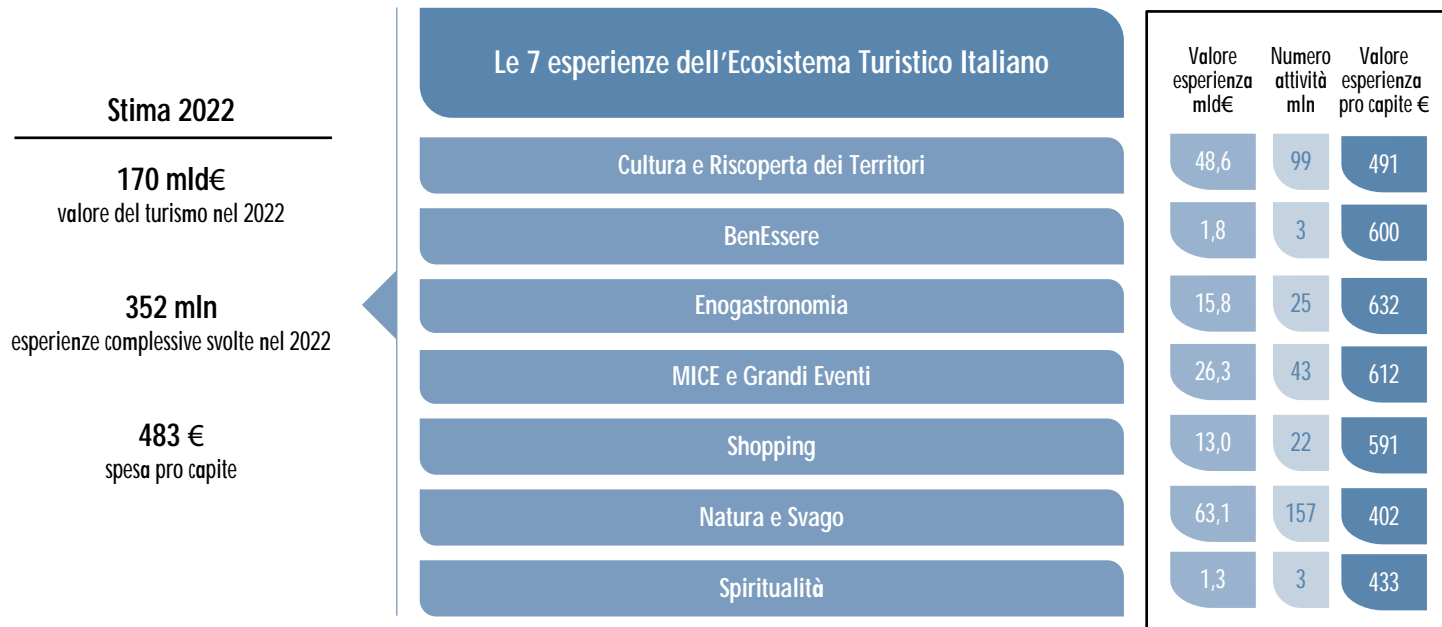 Stima 2022
170 mld€
valore del turismo nel 2022
352 mln
esperienze complessive svolte nel 2022
483 €
spesa pro capite
Le 7 esperienze dell'Ecosistema Turistico Italiano
Cultura e Riscoperta dei Territori
BenEssere
Enogastronomia
MICE e Grandi Eventi
Shopping
Natura e Svago
Spiritualità
Valore
esperienza
mld€
Numero
attività
mln
Valore
esperienza
pro capite €
48,6 99 491
1,8 3 600
15,8 25 632
26,3 43 612
13,0 22 591
63,1 157 402
1,3 3 433